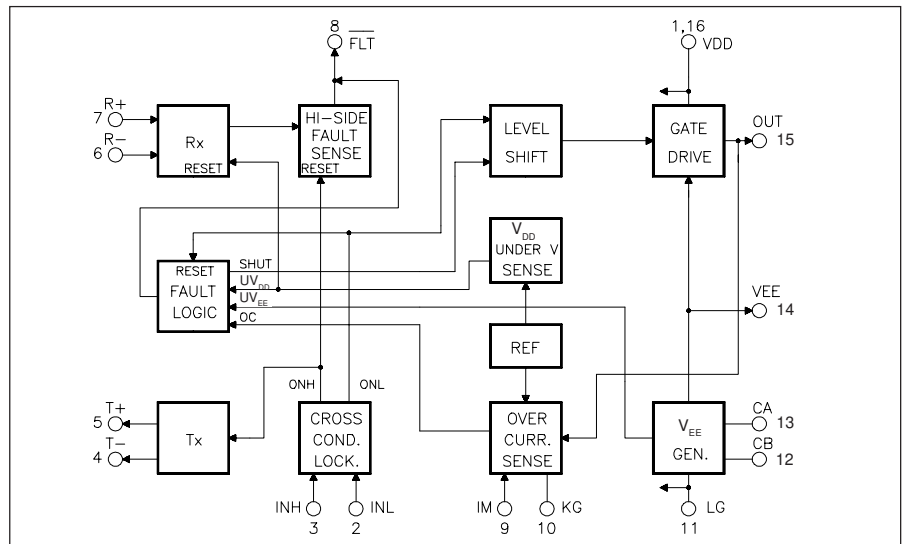 8 FLT
1,16 VDD
R+
7
R-
6
Rx
RESET
HI-SIDE
FAULT
SENSE
RESET
LEVEL
SHIFT
GATE
DRIVE
OUT
15
RESET
FAULT
LOGIC
SHUT
UVDD
UVEE
OC
VDD
UNDER V
SENSE
VEE
14
REF
ONH
ONL
T+
5
T-
4
Tx
CROSS
COND.
LOCK.
OVER
CURR.
SENSE
VEE
GEN.
CA
13
CB
12
INH
3
INL
2
IM
9
KG
10
LG
11